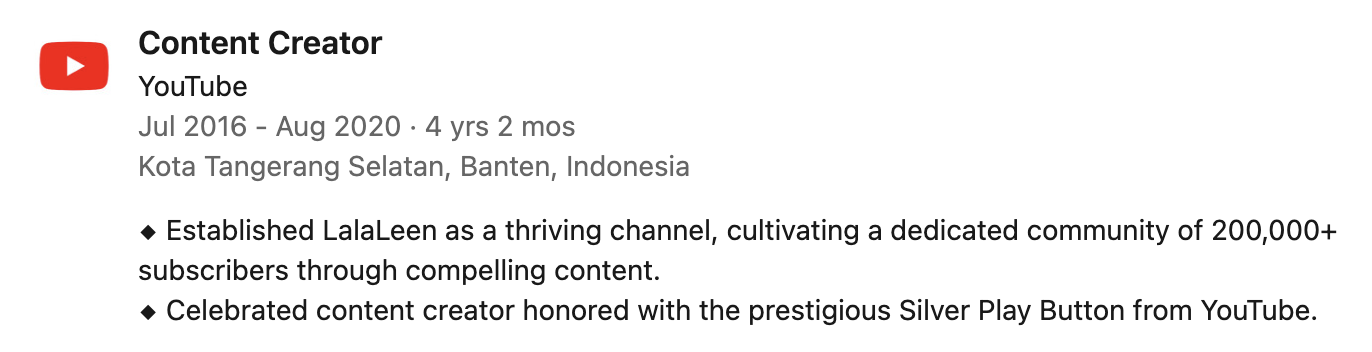 Content Creator
YouTube
Jul 2016 - Aug 2020 · 4 yrs 2 mos
Kota Tangerang Selatan, Banten, Indonesia
◆ Established LalaLeen as a thriving channel, cultivating a dedicated community of 200,000+
subscribers through compelling content.
◆ Celebrated content creator honored with the prestigious Silver Play Button from YouTube.